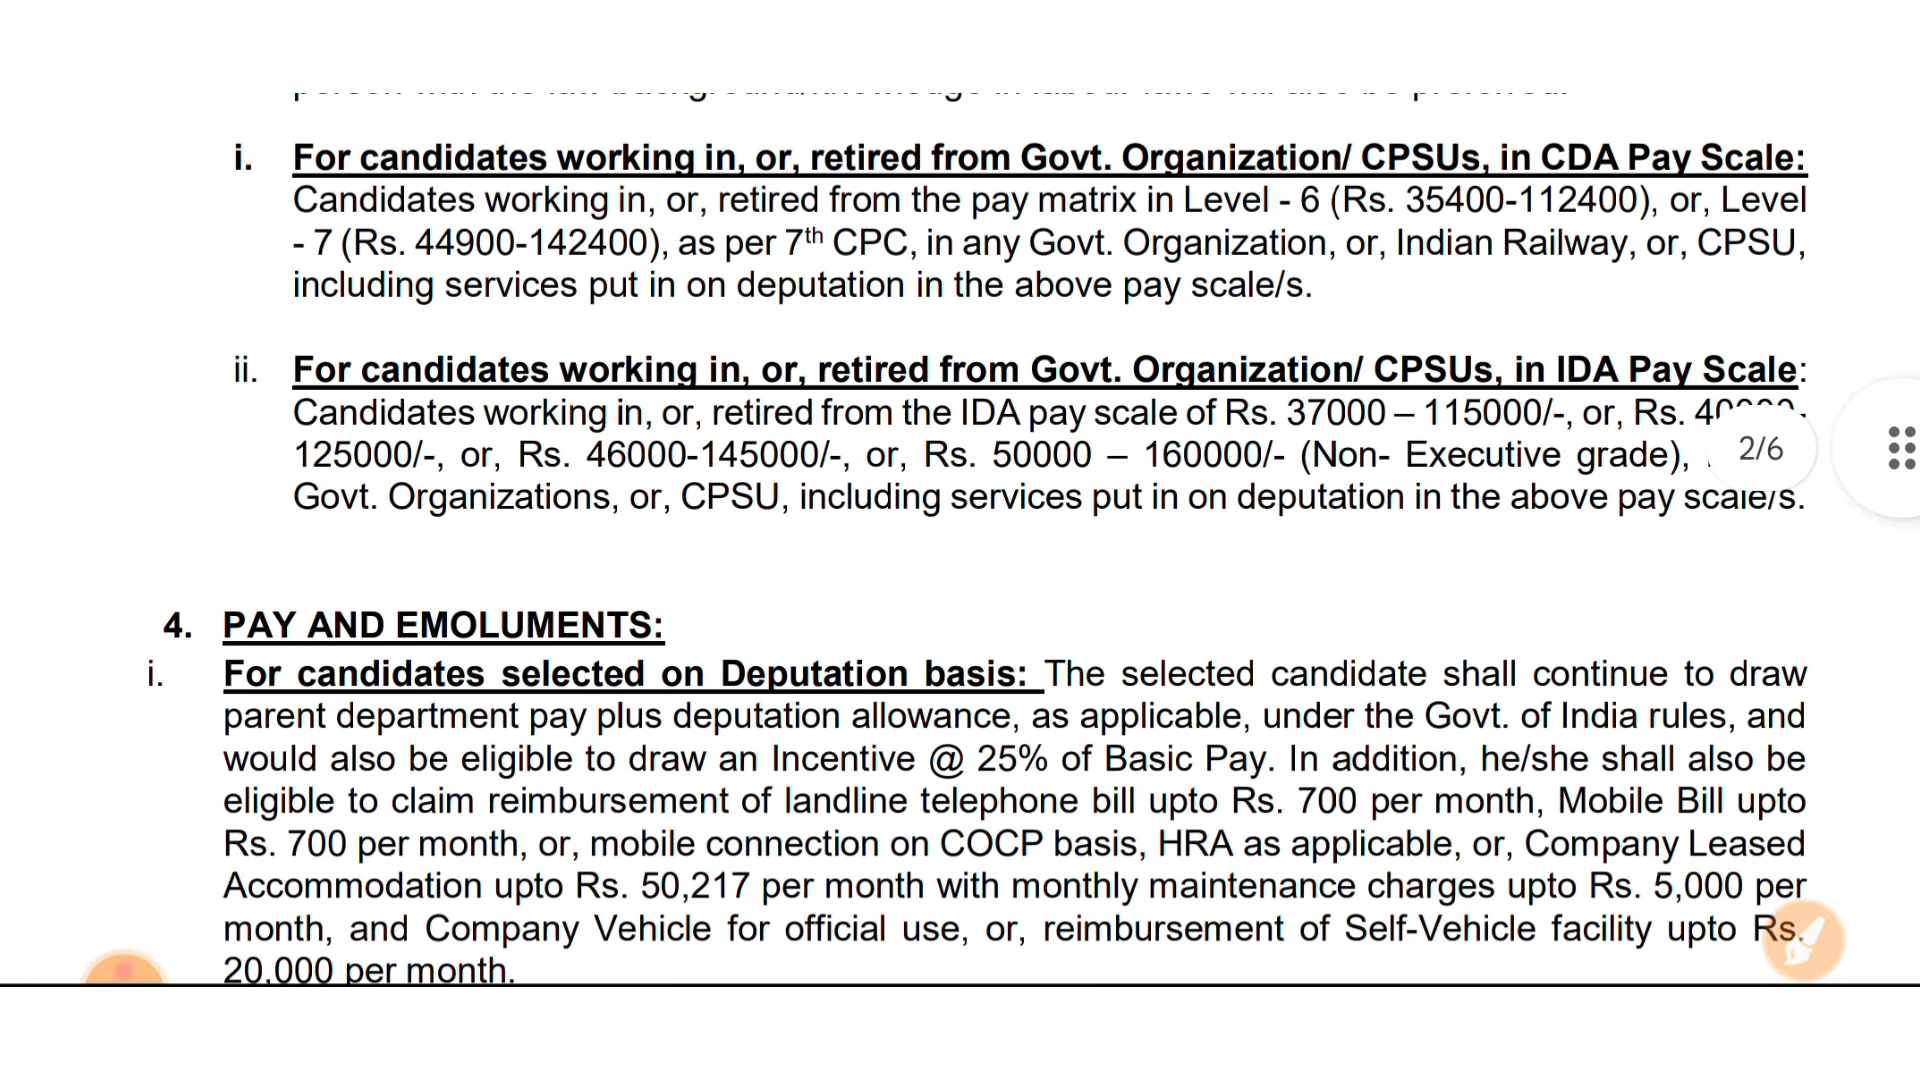 i. For candidates working in, or, retired from Govt. Organization/ CPSUs, in CDA Pay Scale:
Candidates working in, or, retired from the pay matrix in Level - 6 (Rs. 35400-112400), or, Level
- 7 (Rs. 44900-142400), as per 7th CPC, in any Govt. Organization, or, Indian Railway, or, CPSU,
including services put in on deputation in the above pay scale/s.
ii. For candidates working in, or, retired from Govt. Organization/ CPSUs, in IDA Pay Scale:
Candidates working in, or, retired from the IDA pay scale of Rs. 37000 – 115000/-, or, Rs.
125000/-, or, Rs. 46000-145000/-, or, Rs. 50000 – 160000/- (Non- Executive grade),
2/6
Govt. Organizations, or, CPSU, including services put in on deputation in the above pay scale/s.
4. PAY AND EMOLUMENTS:
i. For candidates selected on Deputation basis: The selected candidate shall continue to draw
parent department pay plus deputation allowance, as applicable, under the Govt. of India rules, and
would also be eligible to draw an Incentive @ 25% of Basic Pay. In addition, he/she shall also be
eligible to claim reimbursement of landline telephone bill upto Rs. 700 per month, Mobile Bill upto
Rs. 700 per month, or, mobile connection on COCP basis, HRA as applicable, or, Company Leased
Accommodation upto Rs. 50,217 per month with monthly maintenance charges upto Rs. 5,000 per
month, and Company Vehicle for official use, or, reimbursement of Self-Vehicle facility upto Rs.
20,000 per month.